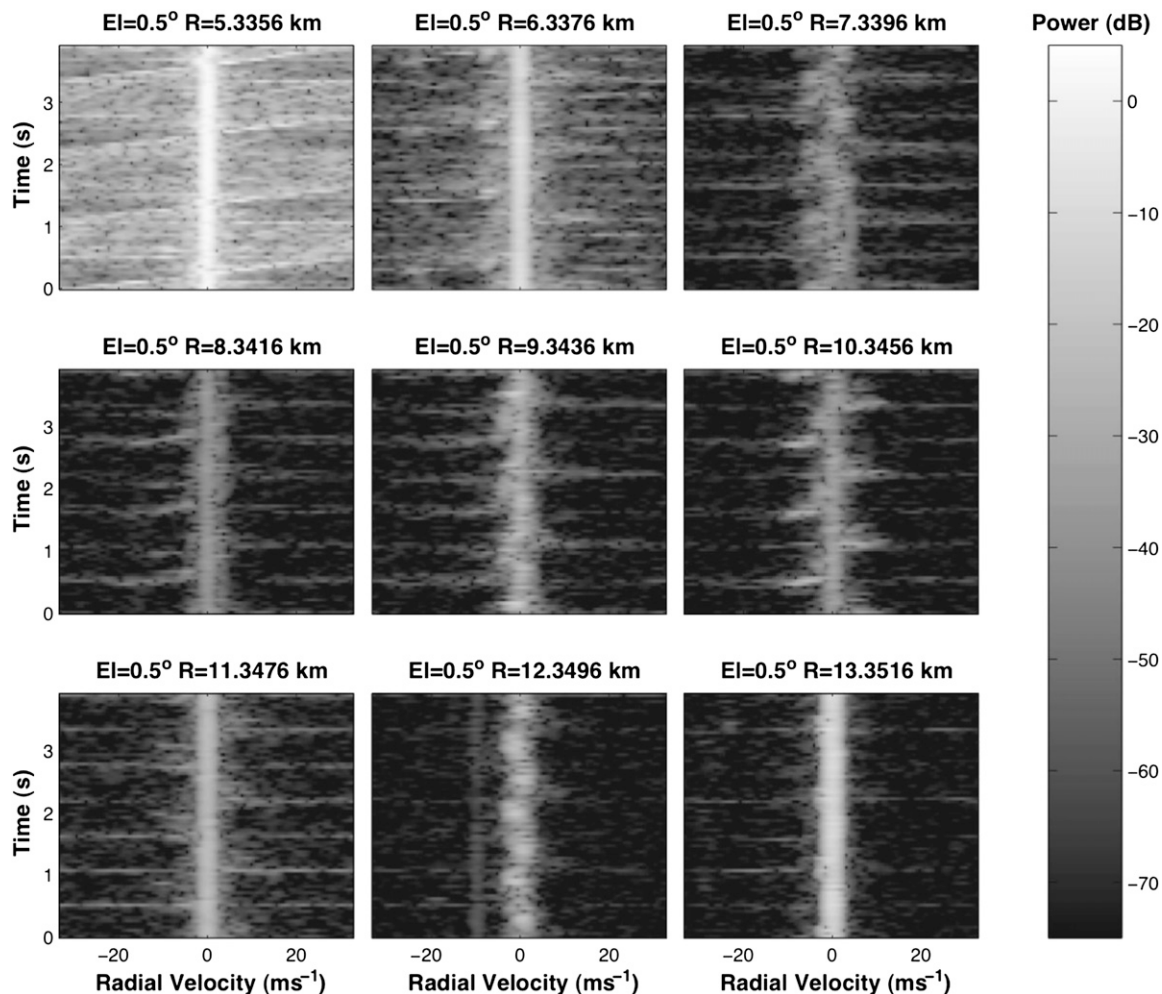 El=0.5° R=5.3356 km
El=0.5° R=6.3376 km
El=0.5° R=7.3396 km
Power (dB)
Time (s)
3
2
1
0
0
-10
-20
-30
-40
-50
-60
-70
El=0.5° R=8.3416 km
El=0.5° R=9.3436 km
El=0.5° R=10.3456 km
Time (s)
3
2
1
0
El=0.5° R=11.3476 km
El=0.5° R=12.3496 km
El=0.5° R=13.3516 km
Time (s)
3
2
1
0
-20 0 20
-20 0 20
-20 0 20
Radial Velocity (ms⁻¹)
Radial Velocity (ms⁻¹)
Radial Velocity (ms⁻¹)